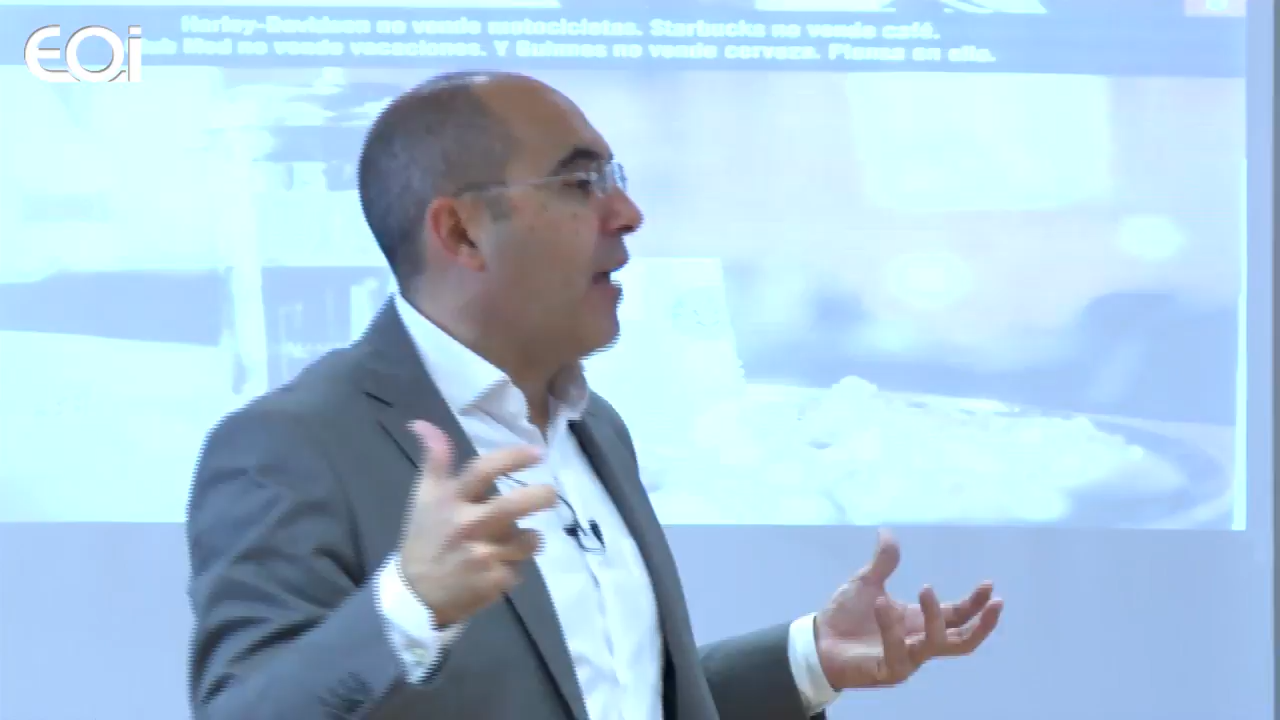 Harley-Davidson no vende motocicletas. Starbucks no vende café.
EOi
Club Med no vende vacaciones. Y Guinness no vende cerveza. Piensa en ello.